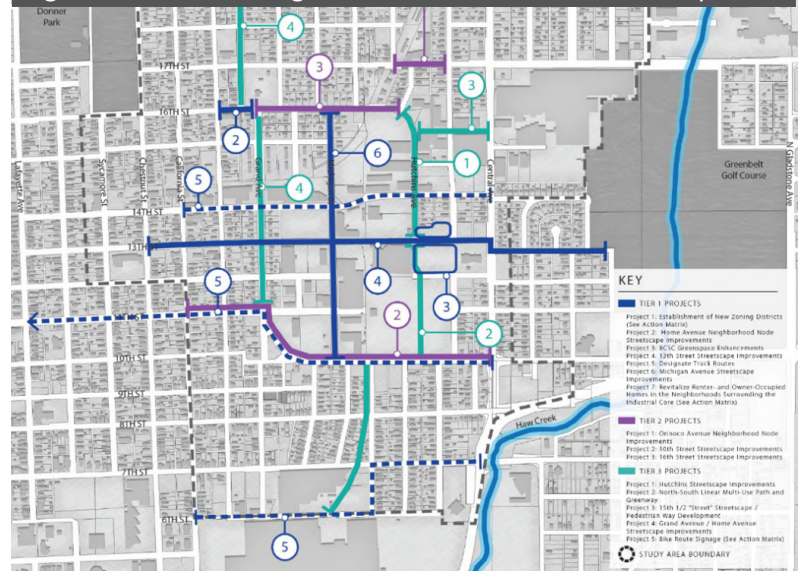 Donner
Park
4
17TH ST
3
3
16TH ST
2
6
1
Greenbelt
Golf Course
N Gladstone Ave
Lafayette Ave
Sycamore St
Chestnut St
California St
5
4
Central Ave
14TH ST
13TH ST
4
3
5
2
2
10TH ST
9TH ST
8TH ST
Haw Creek
7TH ST
6TH ST
5
KEY
TIER 1 PROJECTS
Project 1: Establishment of New Zoning Districts
(See Action Matrix)
Project 2: Home Avenue Neighborhood Node
Streetscape Improvements
Project 3: BCSC Greenspace Enhancements
Project 4: 13th Street Streetscape Improvements
Project 5: Designate Truck Routes
Project 6: Michigan Avenue Streetscape
Improvements
Project 7: Revitalize Renter- and Owner-Occupied
Homes in the Neighborhoods Surrounding the
Industrial Core (See Action Matrix)
TIER 2 PROJECTS
Project 1: Orinoco Avenue Neighborhood Node
Improvements
Project 2: 10th Street Streetscape Improvements
Project 3: 16th Street Streetscape Improvements
TIER 3 PROJECTS
Project 1: Hutchins Streetscape Improvements
Project 2: North-South Linear Multi-Use Path and
Greenway
Project 3: 15th 1/2 "Street" Streetscape /
Pedestrian Way Development
Project 4: Grand Avenue / Home Avenue
Streetscape Improvements
Project 5: Bike Route Signage (See Action Matrix)
STUDY AREA BOUNDARY